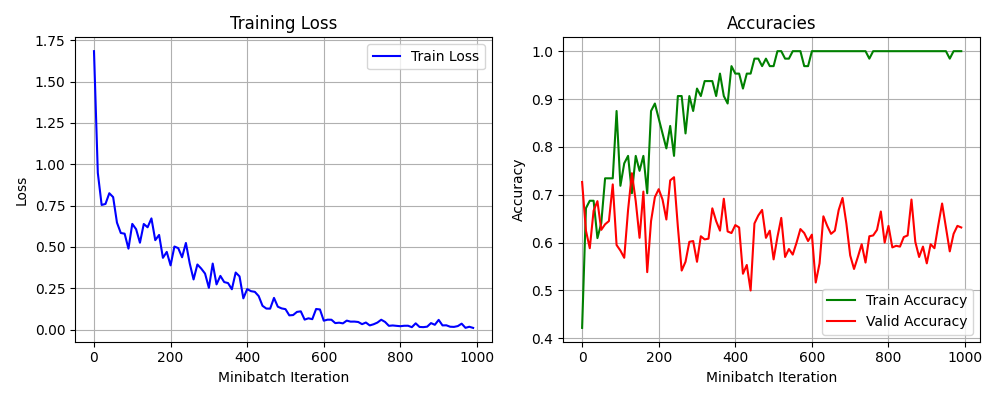 Training Loss
1.75
1.50
1.25
1.00
0.75
0.50
0.25
0.00
Loss
Train Loss
0 200 400 600 800 1000
Minibatch Iteration
Accuracies
1.0
0.9
0.8
0.7
0.6
0.5
0.4
Accuracy
Train Accuracy
Valid Accuracy
0 200 400 600 800 1000
Minibatch Iteration